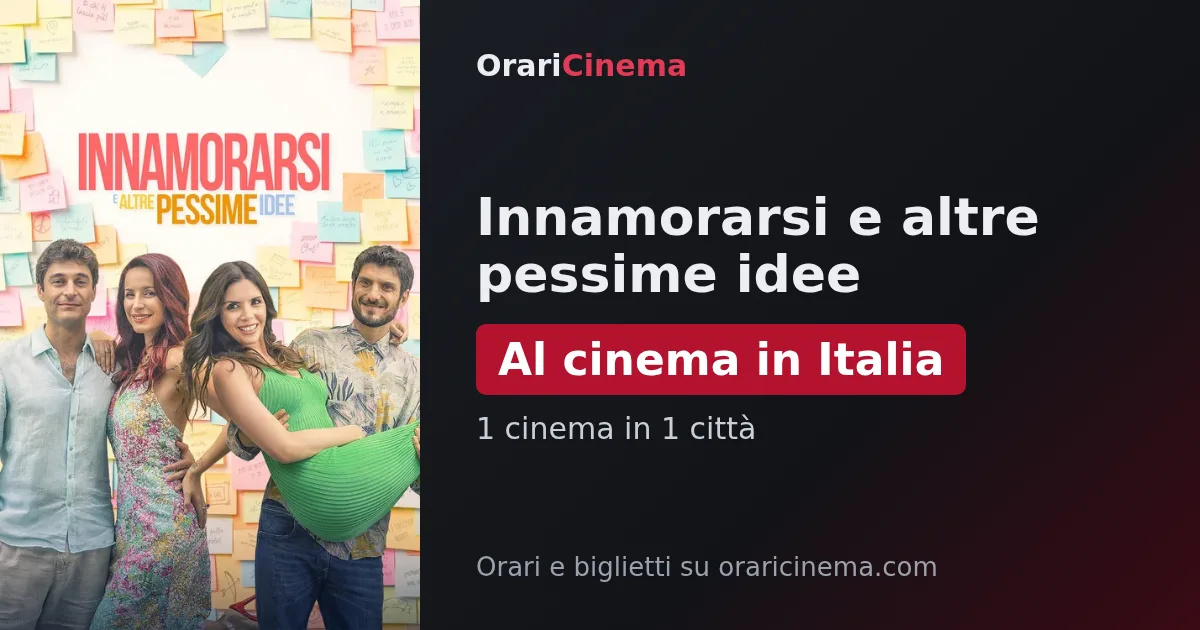 INNAMORARSI
E ALTRE PESSIME IDEE
OrariCinema
Innamorarsi e altre
pessime idee
Al cinema in Italia
1 cinema in 1 città
Orari e biglietti su oraricinema.com